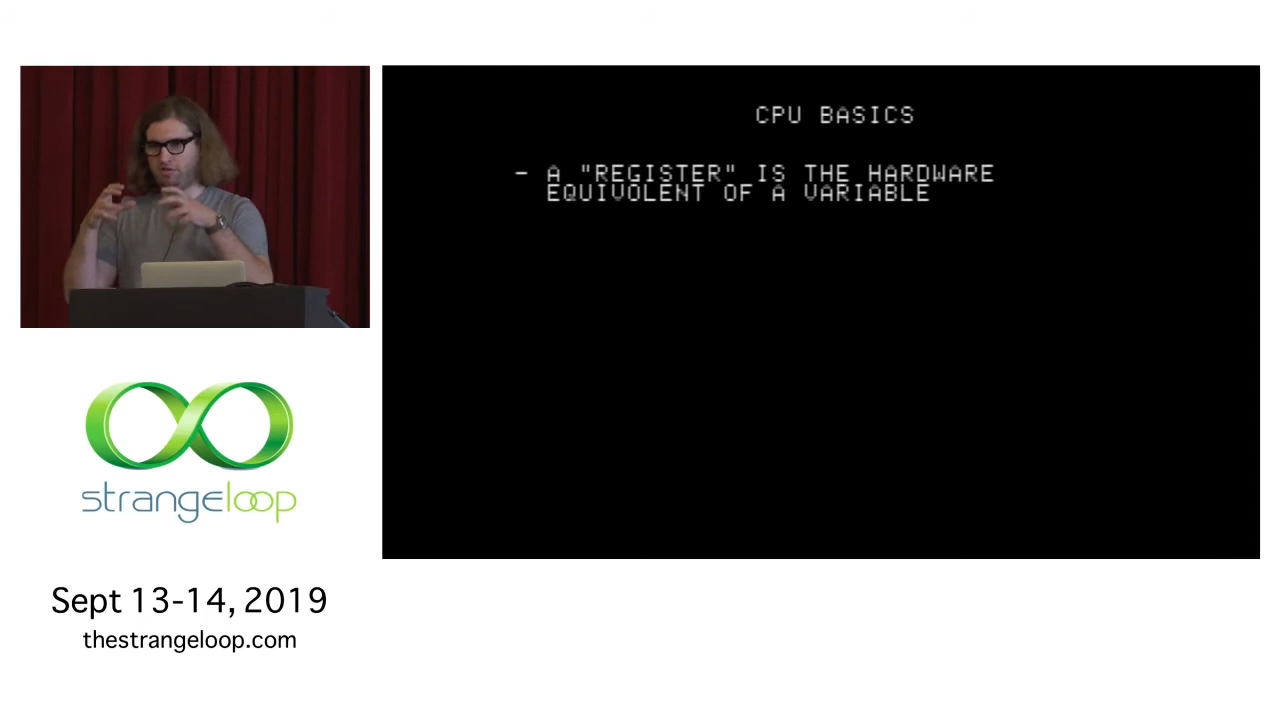 CPU BASICS
- A "REGISTER" IS THE HARDWARE
EQUIVOLENT OF A VARIABLE
strangeloop
Sept 13-14, 2019
thestrangeloop.com